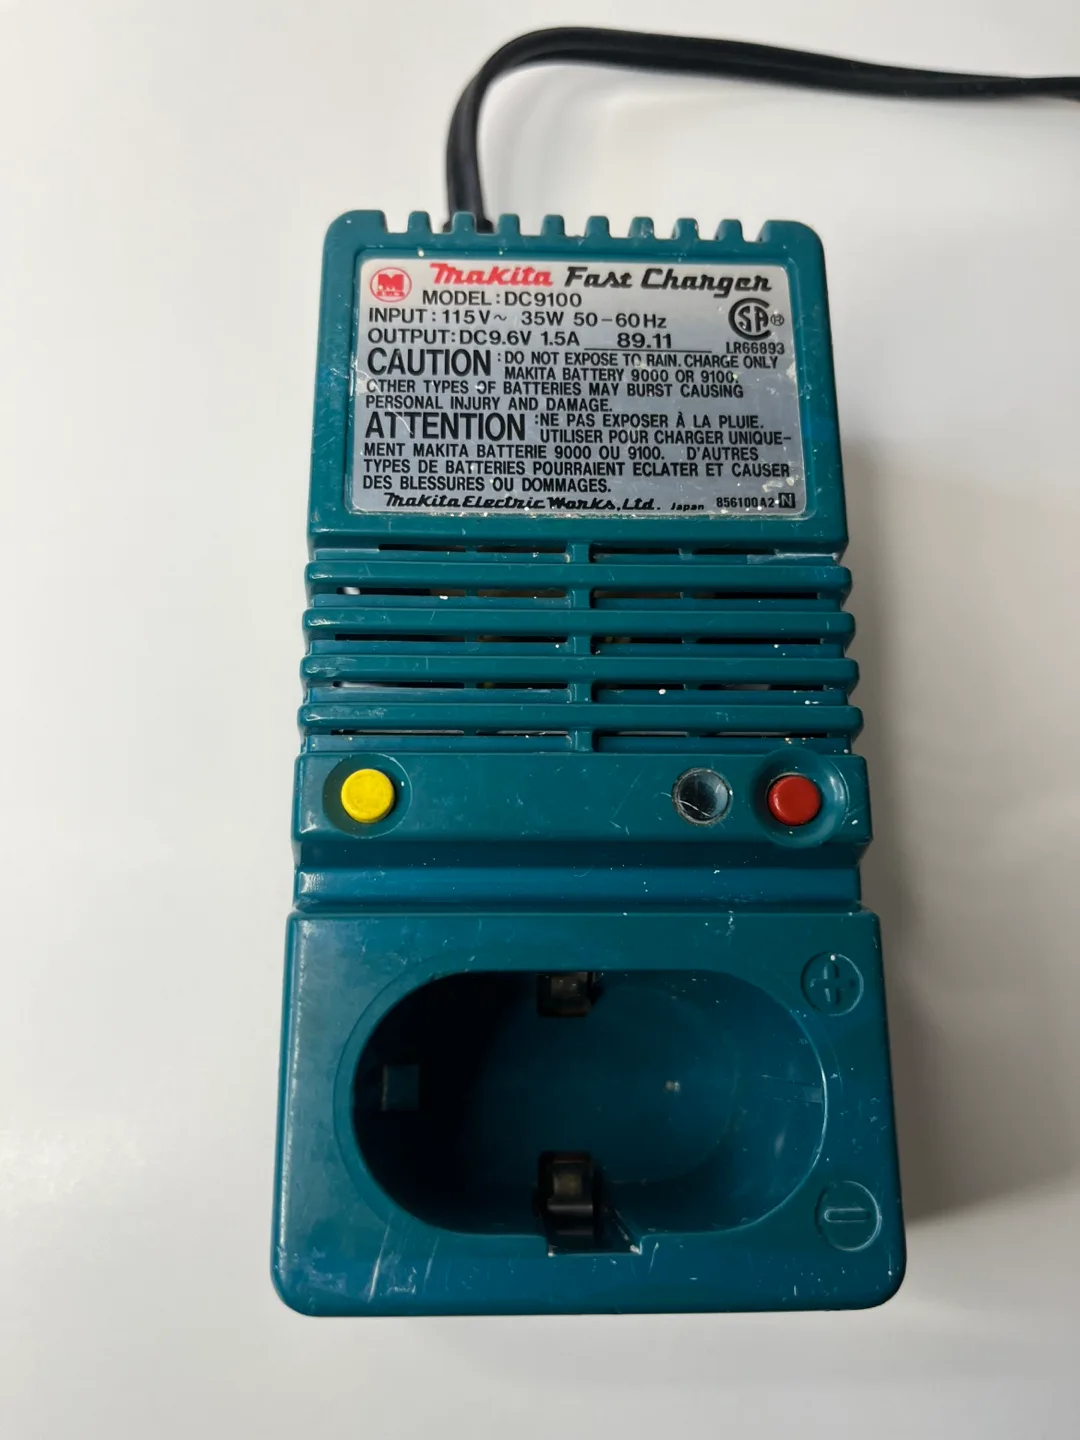 M
Makita Fast Charger
MODEL: DC9100
INPUT: 115V~ 35W 50-60Hz
OUTPUT: DC9.6V 1.5A 89.11
SA®
LR66893
CAUTION : DO NOT EXPOSE TO RAIN. CHARGE ONLY
MAKITA BATTERY 9000 OR 9100.
OTHER TYPES OF BATTERIES MAY BURST CAUSING
PERSONAL INJURY AND DAMAGE.
ATTENTION :NE PAS EXPOSER À LA PLUIE.
UTILISER POUR CHARGER UNIQUE-
MENT MAKITA BATTERIE 9000 OU 9100. D'AUTRES
TYPES DE BATTERIES POURRAIENT ECLATER ET CAUSER
DES BLESSURES OU DOMMAGES.
Makita Electric Works, Ltd. Japan 856100A2-N
+
−